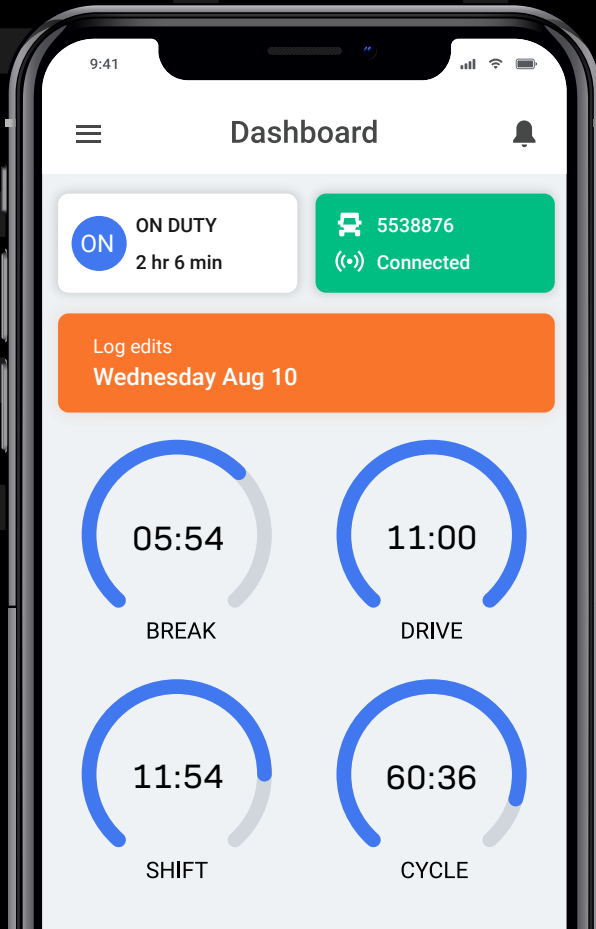 9:41
Dashboard
ON
ON DUTY
2 hr 6 min
5538876
Connected
Log edits
Wednesday Aug 10
05:54
BREAK
11:00
DRIVE
11:54
SHIFT
60:36
CYCLE